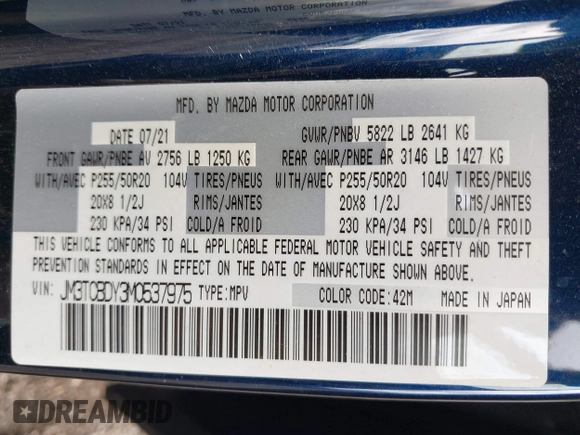 MFD. BY MAZDA MOTOR CORPORATION
MFD. BY MAZDA MOTOR CORPORATION
DATE 07/21 GVWR/PNBV 5822 LB 2641 KG
FRONT GAWR/PNBE AV 2756 LB 1250 KG REAR GAWR/PNBE AR 3146 LB 1427 KG
WITH/AVEC P255/50R20 104V TIRES/PNEUS WITH/AVEC P255/50R20 104V TIRES/PNEUS
20X8 1/2J RIMS/JANTES 20X8 1/2J RIMS/JANTES
230 KPA/34 PSI COLD/A FROID 230 KPA/34 PSI COLD/A FROID
THIS VEHICLE CONFORMS TO ALL APPLICABLE FEDERAL MOTOR VEHICLE SAFETY AND THEFT
PREVENTION STANDARDS IN EFFECT ON THE DATE OF MANUFACTURE SHOWN ABOVE.
VIN: JM3TCBDY3M0537975 TYPE:MPV COLOR CODE:42M MADE IN JAPAN
DREAMBID